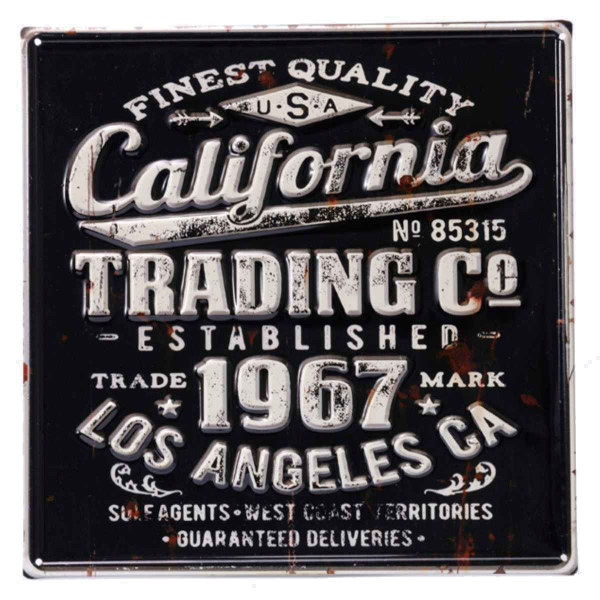 FINEST QUALITY
U·S·A
California
Nº 85315
TRADING Cº
ESTABLISHED
TRADE 1967 MARK
LOS ANGELES CA
AGENTS • WEST COAST TERRITORIES
• GUARANTEED DELIVERIES •